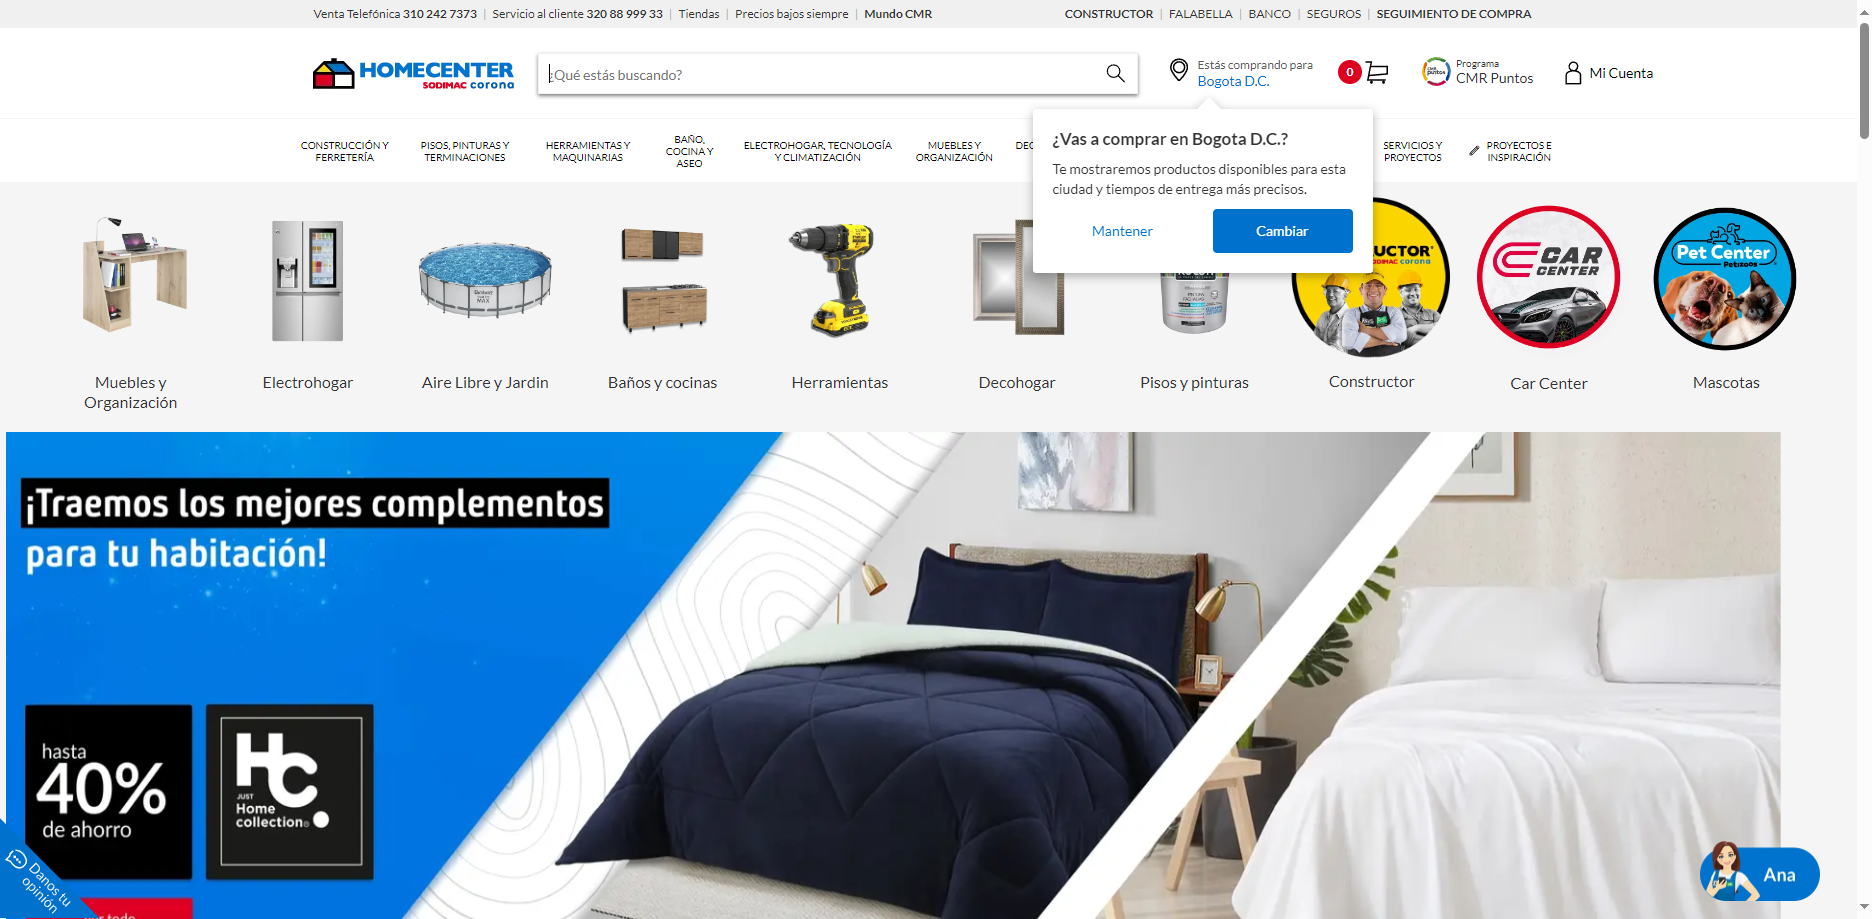 Venta Telefónica 310 242 7373 | Servicio al cliente 320 88 999 33 | Tiendas | Precios bajos siempre | Mundo CMR
CONSTRUCTOR | FALABELLA | BANCO | SEGUROS | SEGUIMIENTO DE COMPRA
HOMECENTER
SODIMAC corona
¿Qué estás buscando?
Estás comprando para
Bogota D.C.
0
CMR
puntos
Programa
CMR Puntos
Mi Cuenta
CONSTRUCCIÓN Y
FERRETERÍA
PISOS, PINTURAS Y
TERMINACIONES
HERRAMIENTAS Y
MAQUINARIAS
BAÑO,
COCINA Y
ASEO
ELECTROHOGAR, TECNOLOGÍA
Y CLIMATIZACIÓN
MUEBLES Y
ORGANIZACIÓN
SERVICIOS Y
PROYECTOS
PROYECTOS E
INSPIRACIÓN
¿Vas a comprar en Bogota D.C.?
Te mostraremos productos disponibles para esta
ciudad y tiempos de entrega más precisos.
Mantener
Cambiar
SODIMAC corona
CAR
CENTER
Pet Center
Petizoos
Muebles y
Organización
Electrohogar
Aire Libre y Jardin
Baños y cocinas
Herramientas
Decohogar
Pisos y pinturas
Constructor
Car Center
Mascotas
¡Traemos los mejores complementos
para tu habitación!
hasta
40%
de ahorro
HC
JUST
Home
collection
Danos tu
opinión
Ana